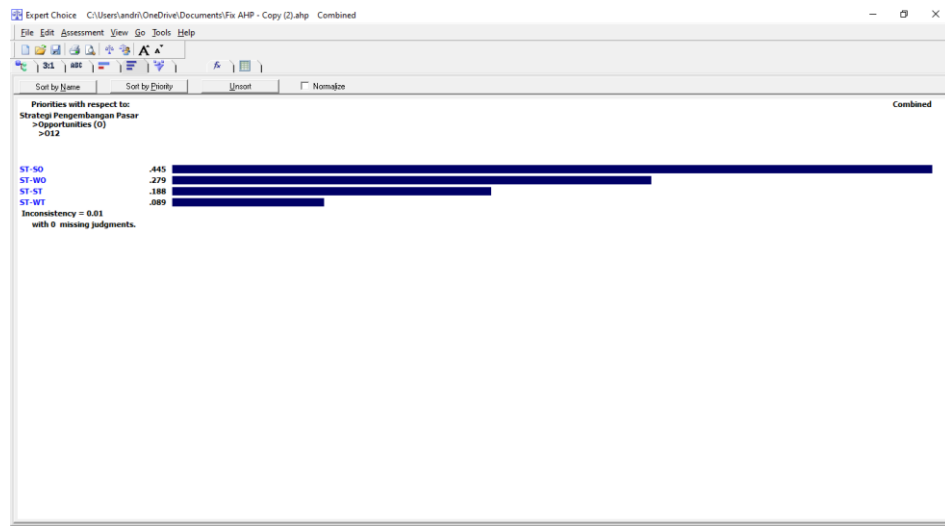 Expert Choice C:\Users\andri\OneDrive\Documents\Fix AHP - Copy (2).ahp Combined
File Edit Assessment View Go Tools Help
3:1 ABC
Sort by Name Sort by Priority Unsort Normalize
Priorities with respect to: Combined
Strategi Pengembangan Pasar
>Opportunities (O)
>O12
ST-SO .445
ST-WO .279
ST-ST .188
ST-WT .089
Inconsistency = 0.01
with 0 missing judgments.